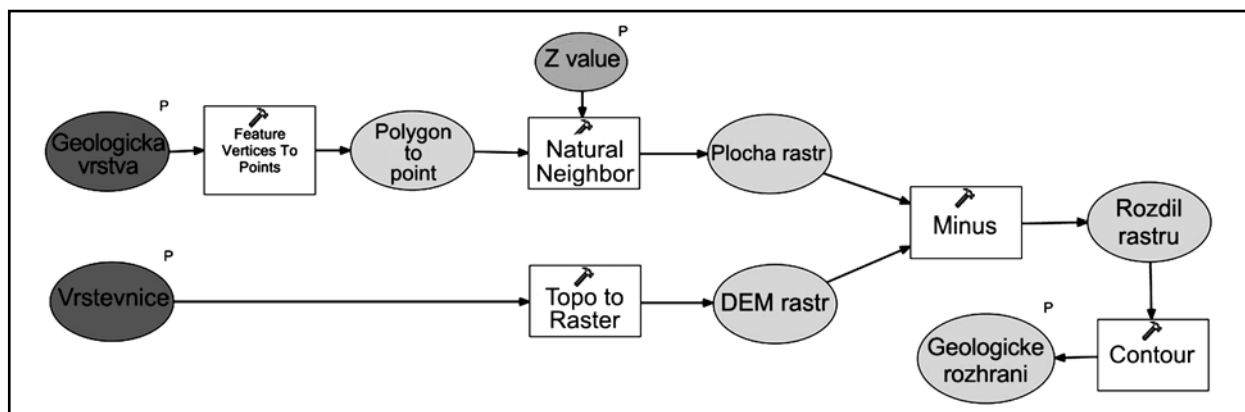 P
Z value
P
Geologicka
vrstva
Feature
Vertices To
Points
Polygon
to
point
Natural
Neighbor
Plocha rastr
Minus
Rozdil
rastru
P
Vrstevnice
Topo to
Raster
DEM rastr
P
Geologicke
rozhrani
Contour